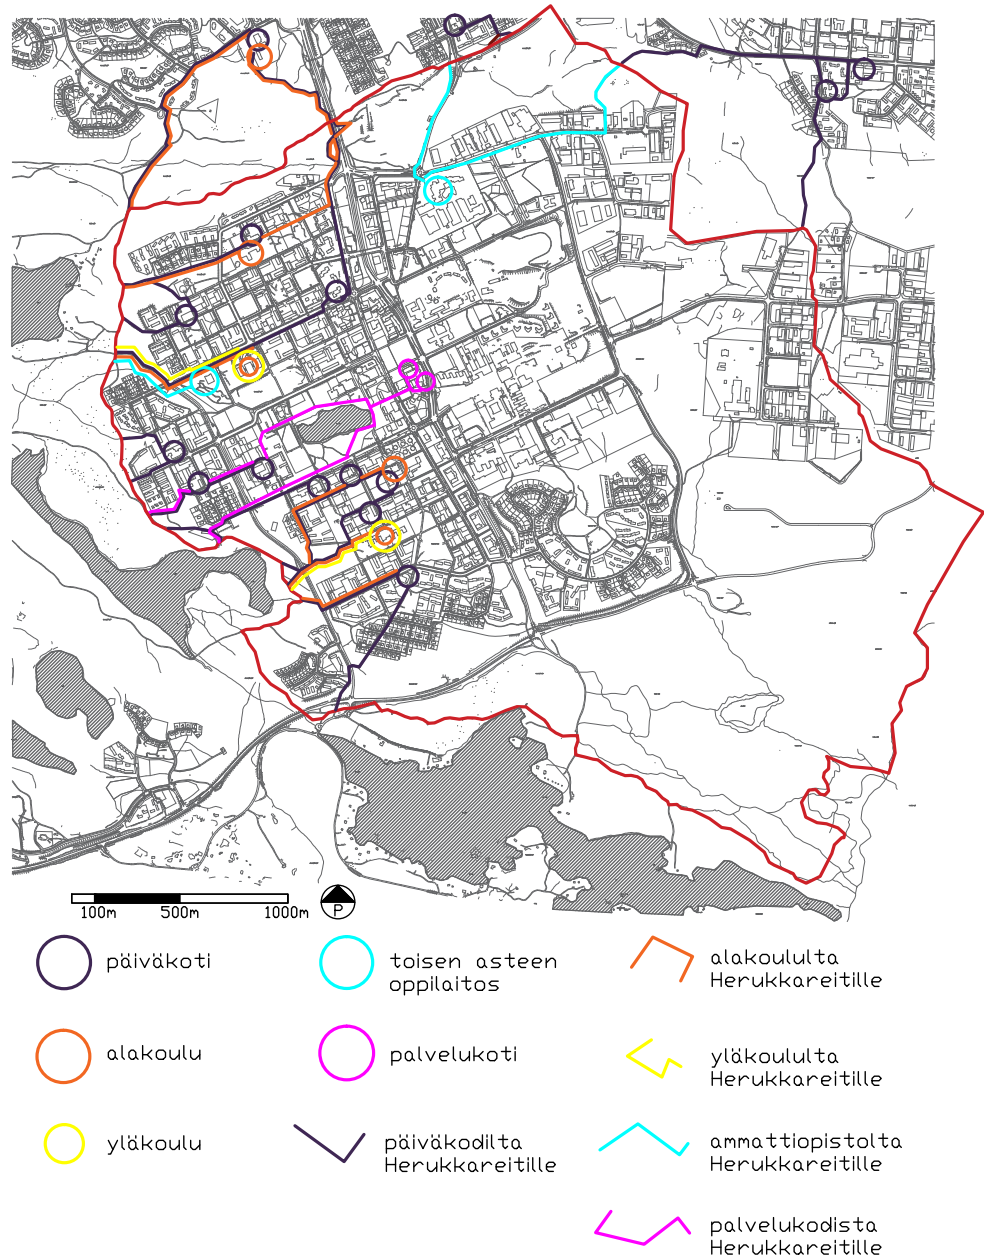 100m 500m 1000m
P
päiväkoti
toisen asteen
oppilaitos
alakoululta
Herukkareitille
alakoulu
palvelukoti
yläkoululta
Herukkareitille
yläkoulu
päiväkodilta
Herukkareitille
ammattiopistolta
Herukkareitille
palvelukodista
Herukkareitille